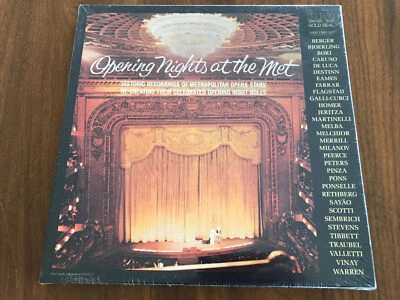 GOLD SEAL
Opening Nights at the Met
HISTORIC RECORDINGS OF METROPOLITAN OPERA STARS
RE-CREATING THEIR CELEBRATED OPENING NIGHT ROLES
BERGER
BJOERLING
BORI
CARUSO
DE LUCA
DESTINN
EAMES
FARRAR
FLAGSTAD
GALLI-CURCI
HOMER
JERITZA
MARTINELLI
MELBA
MELCHIOR
MERRILL
MILANOV
PEERCE
PETERS
PINZA
PONS
PONSELLE
RETHBERG
SAYÃO
SCOTTI
SEMBRICH
STEVENS
TIBBETT
TRAUBEL
VALLETTI
VINAY
WARREN